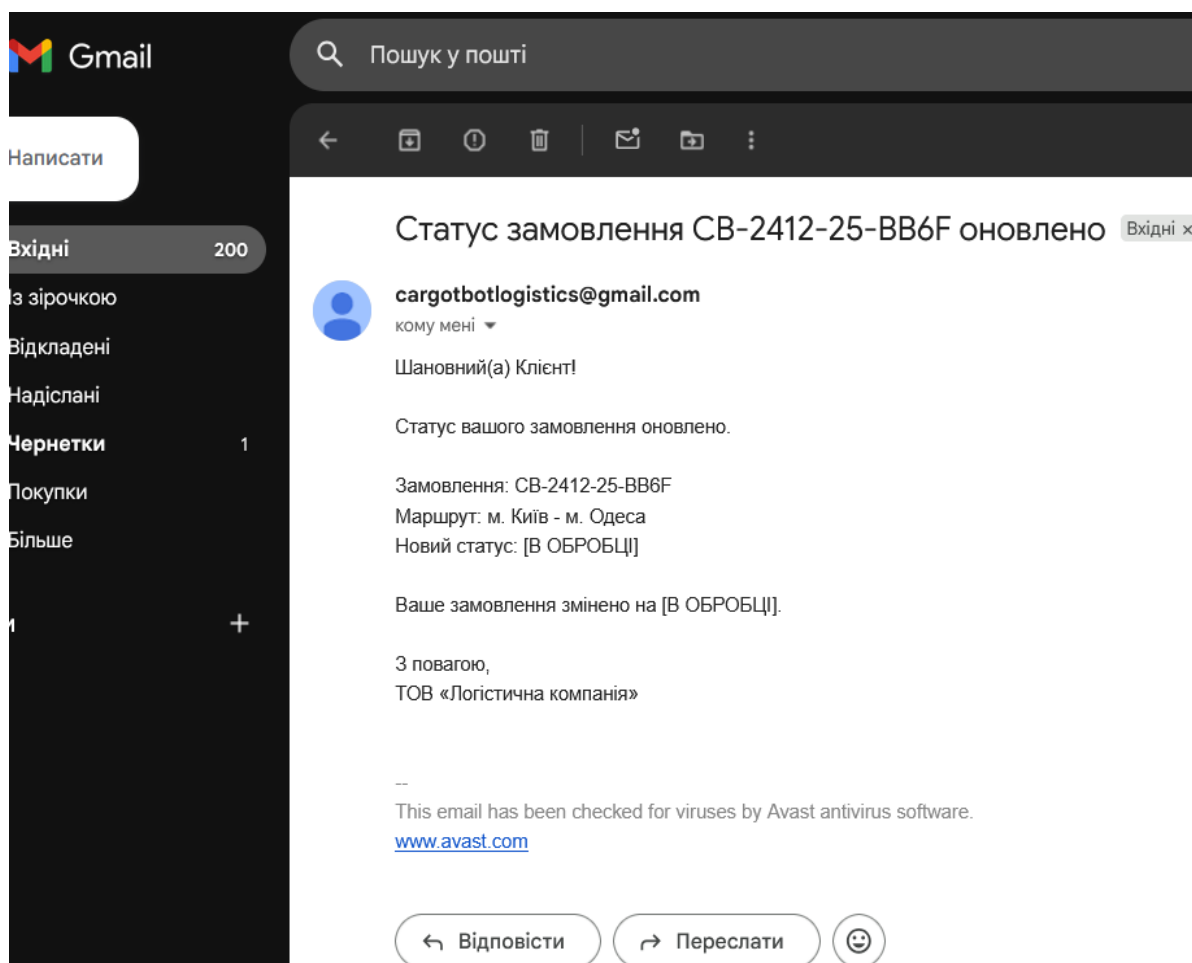 Gmail
Пошук у пошті
Написати
Вхідні 200
Із зірочкою
Відкладені
Надіслані
Чернетки 1
Покупки
Більше
Статус замовлення CB-2412-25-BB6F оновлено Вхідні ×
cargotbotlogistics@gmail.com
кому мені
Шановний(а) Клієнт!
Статус вашого замовлення оновлено.
Замовлення: CB-2412-25-BB6F
Маршрут: м. Київ - м. Одеса
Новий статус: [В ОБРОБЦІ]
Ваше замовлення змінено на [В ОБРОБЦІ].
З повагою,
ТОВ «Логістична компанія»
--
This email has been checked for viruses by Avast antivirus software.
www.avast.com
Відповісти
Переслати